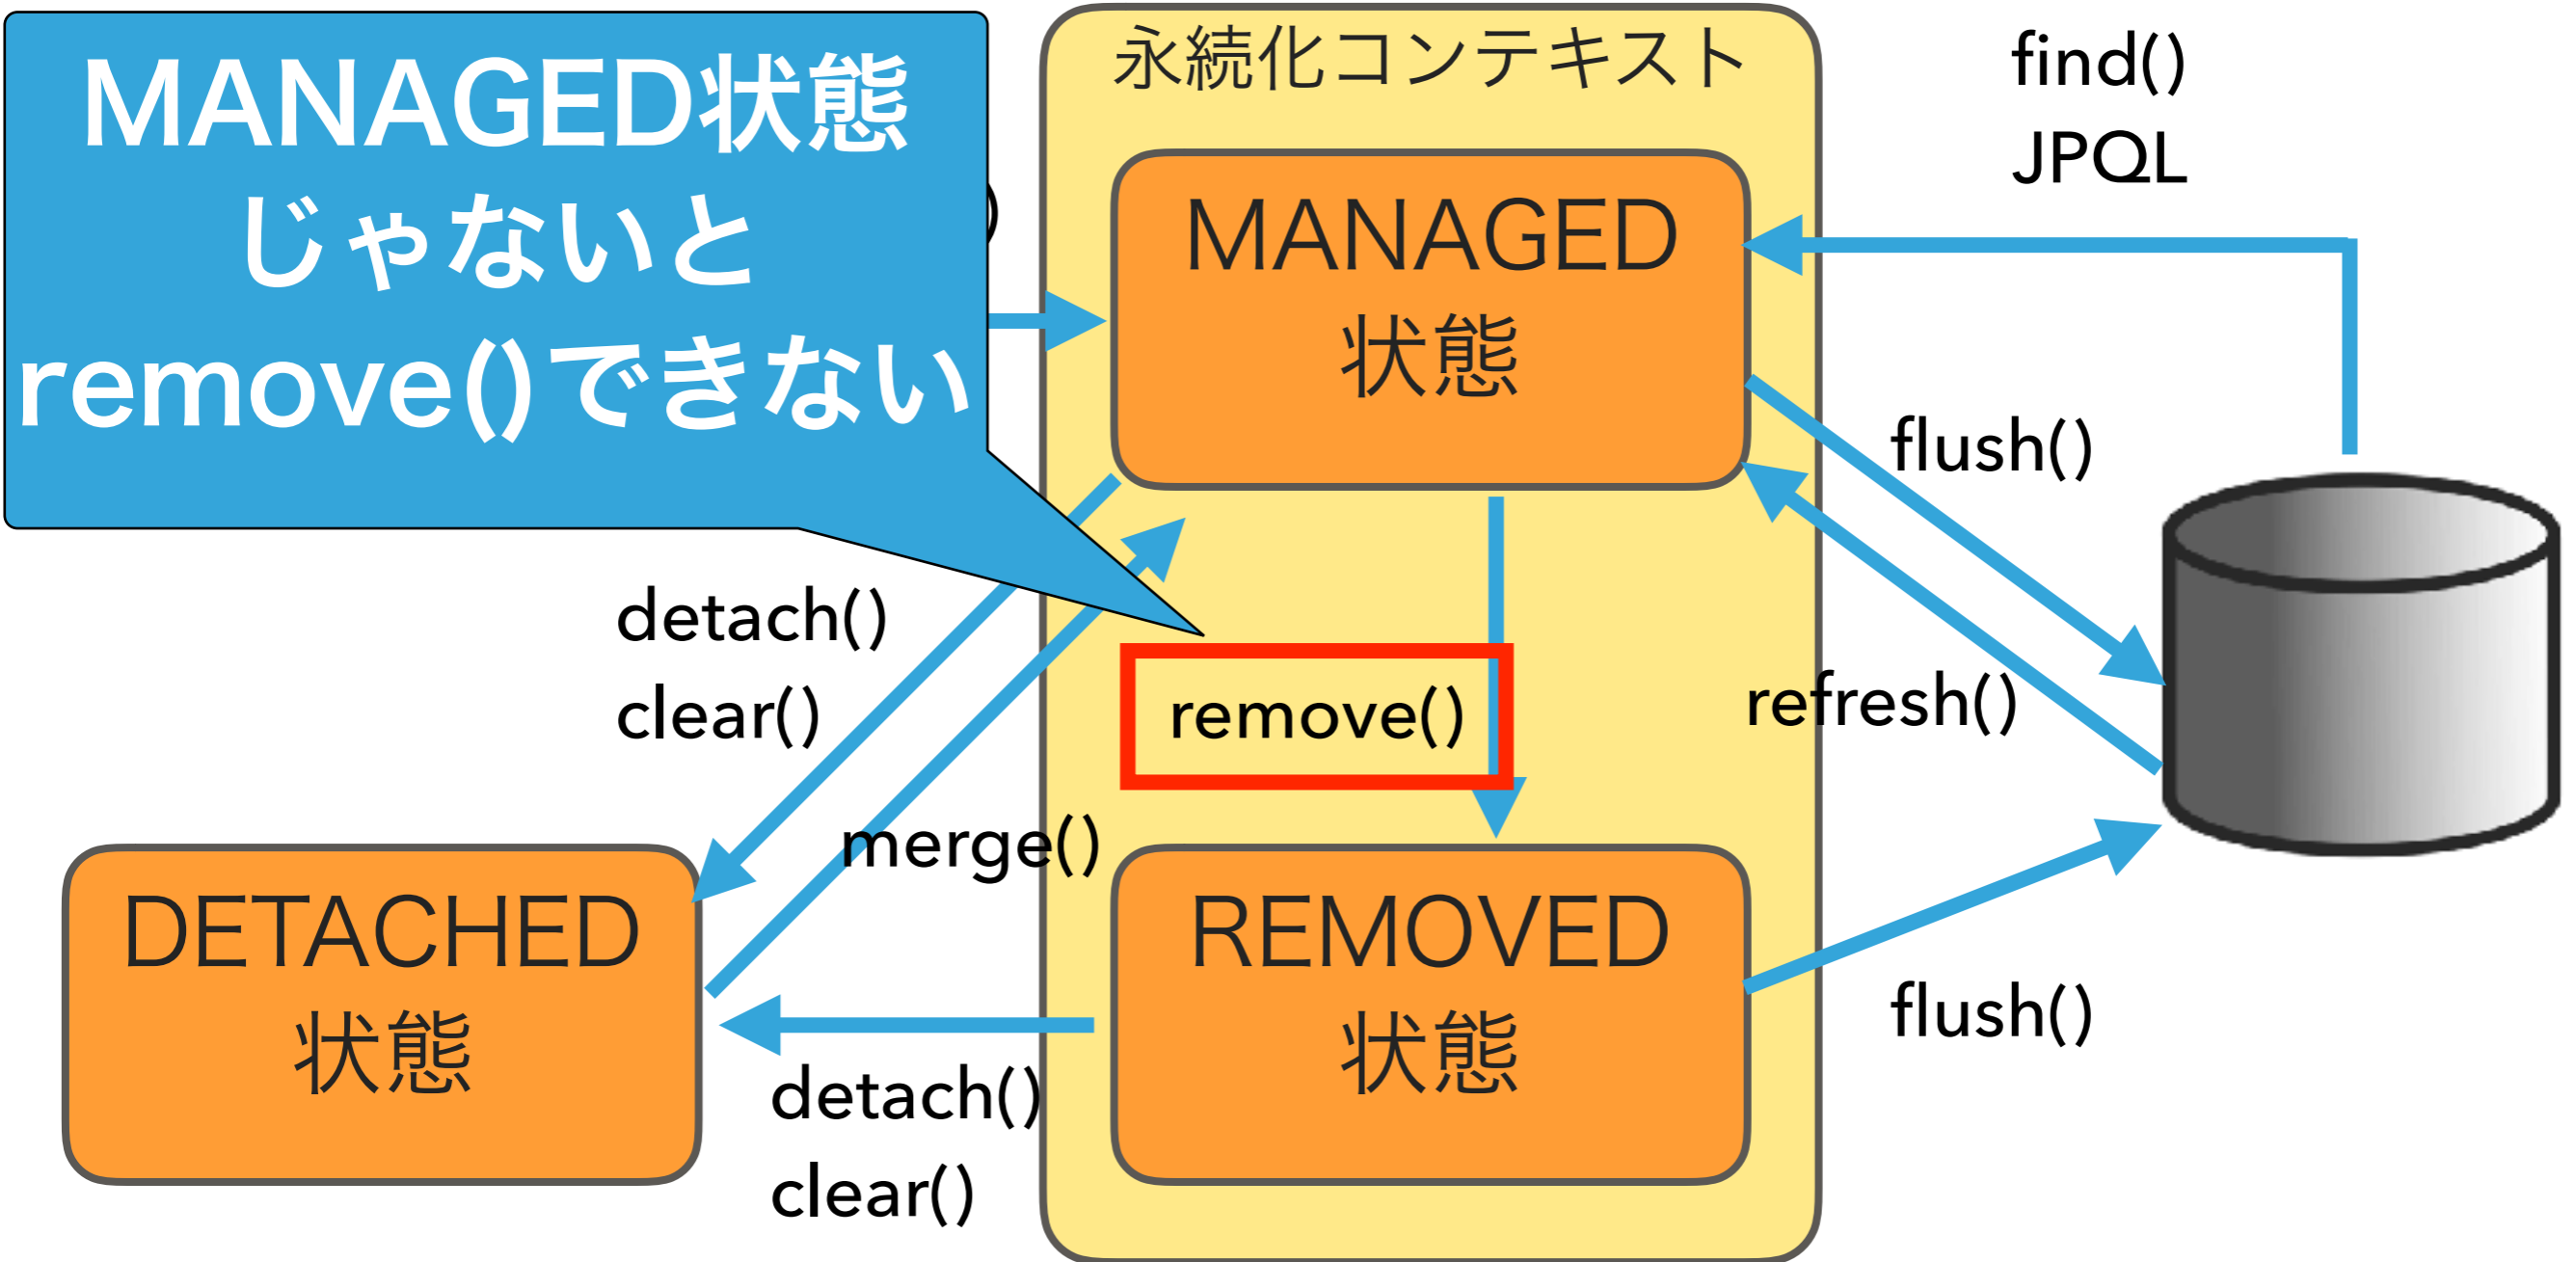 MANAGED状態
じゃないと
remove()できない
永続化コンテキスト
find()
JPQL
)
MANAGED
状態
flush()
detach()
clear()
remove()
refresh()
merge()
DETACHED
状態
REMOVED
状態
flush()
detach()
clear()